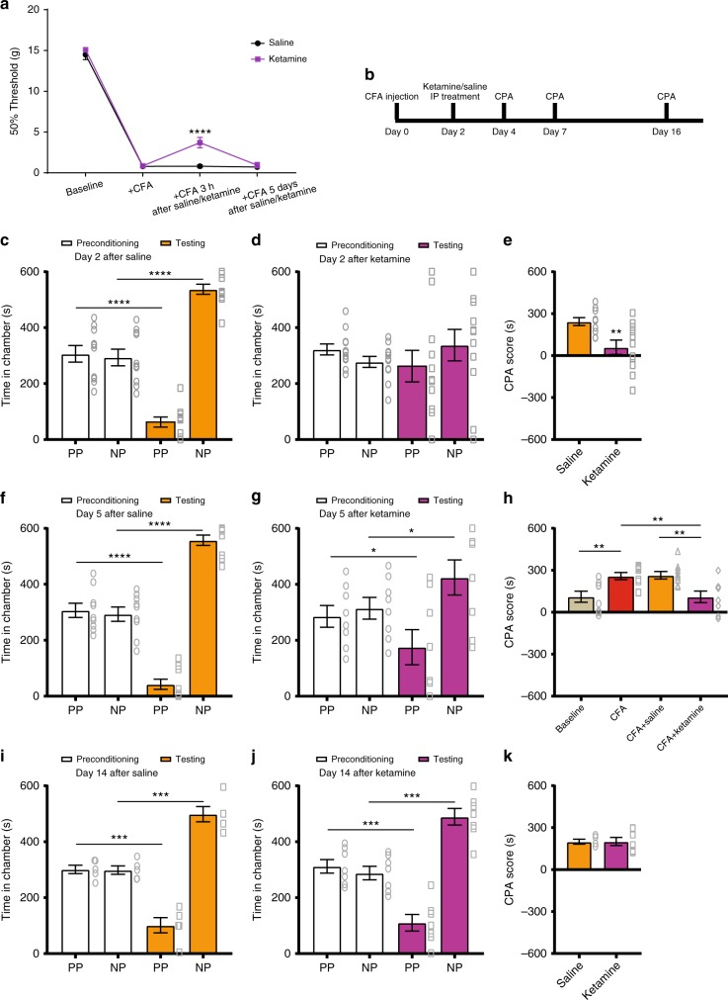 a
15
10
5
0
50% Threshold (g)
Saline
Ketamine
****
Baseline
+CFA
+CFA 3 h
after saline/ketamine
+CFA 5 days
after saline/ketamine
b
CFA injection
Ketamine/saline
IP treatment
CPA
CPA
CPA
Day 0
Day 2
Day 4
Day 7
Day 16
c
Preconditioning
Testing
Day 2 after saline
600
400
200
0
Time in chamber (s)
****
****
PP
NP
PP
NP
d
Preconditioning
Testing
Day 2 after ketamine
600
400
200
0
Time in chamber (s)
PP
NP
PP
NP
e
600
300
0
−300
−600
CPA score (s)
**
Saline
Ketamine
f
Preconditioning
Testing
Day 5 after saline
600
400
200
0
Time in chamber (s)
****
****
PP
NP
PP
NP
g
Preconditioning
Testing
Day 5 after ketamine
600
400
200
0
Time in chamber (s)
*
*
PP
NP
PP
NP
h
600
300
0
−300
−600
CPA score (s)
**
**
**
Baseline
CFA
CFA+saline
CFA+ketamine
i
Preconditioning
Testing
Day 14 after saline
600
400
200
0
Time in chamber (s)
***
***
PP
NP
PP
NP
j
Preconditioning
Testing
Day 14 after ketamine
600
400
200
0
Time in chamber (s)
***
***
PP
NP
PP
NP
k
600
300
0
−300
−600
CPA score (s)
Saline
Ketamine